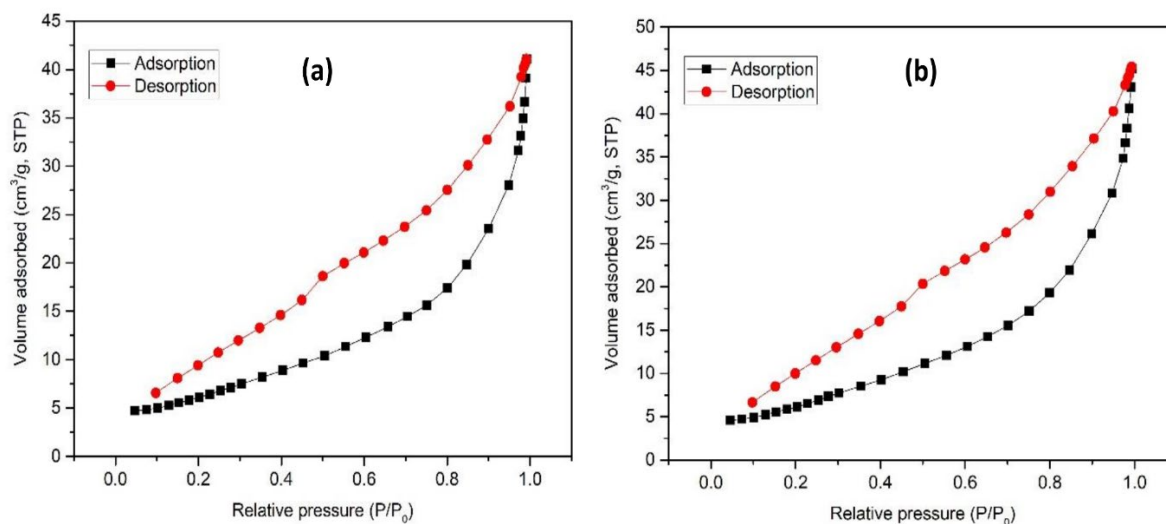 (a)
Adsorption
Desorption
45
40
35
30
25
20
15
10
5
0
Volume adsorbed (cm³/g, STP)
0.0 0.2 0.4 0.6 0.8 1.0
Relative pressure (P/P₀)
(b)
Adsorption
Desorption
50
45
40
35
30
25
20
15
10
5
0
Volume adsorbed (cm³/g, STP)
0.0 0.2 0.4 0.6 0.8 1.0
Relative pressure (P/P₀)